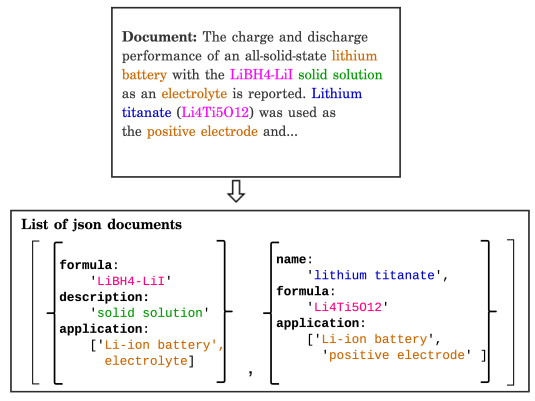 Document: The charge and discharge
performance of an all-solid-state lithium
battery with the LiBH4-LiI solid solution
as an electrolyte is reported. Lithium
titanate (Li4Ti5O12) was used as
the positive electrode and...
List of json documents
formula:
'LiBH4-LiI'
description:
'solid solution'
application:
['Li-ion battery',
electrolyte]
,
name:
'lithium titanate',
formula:
'Li4Ti5O12'
application:
['Li-ion battery',
'positive electrode' ]